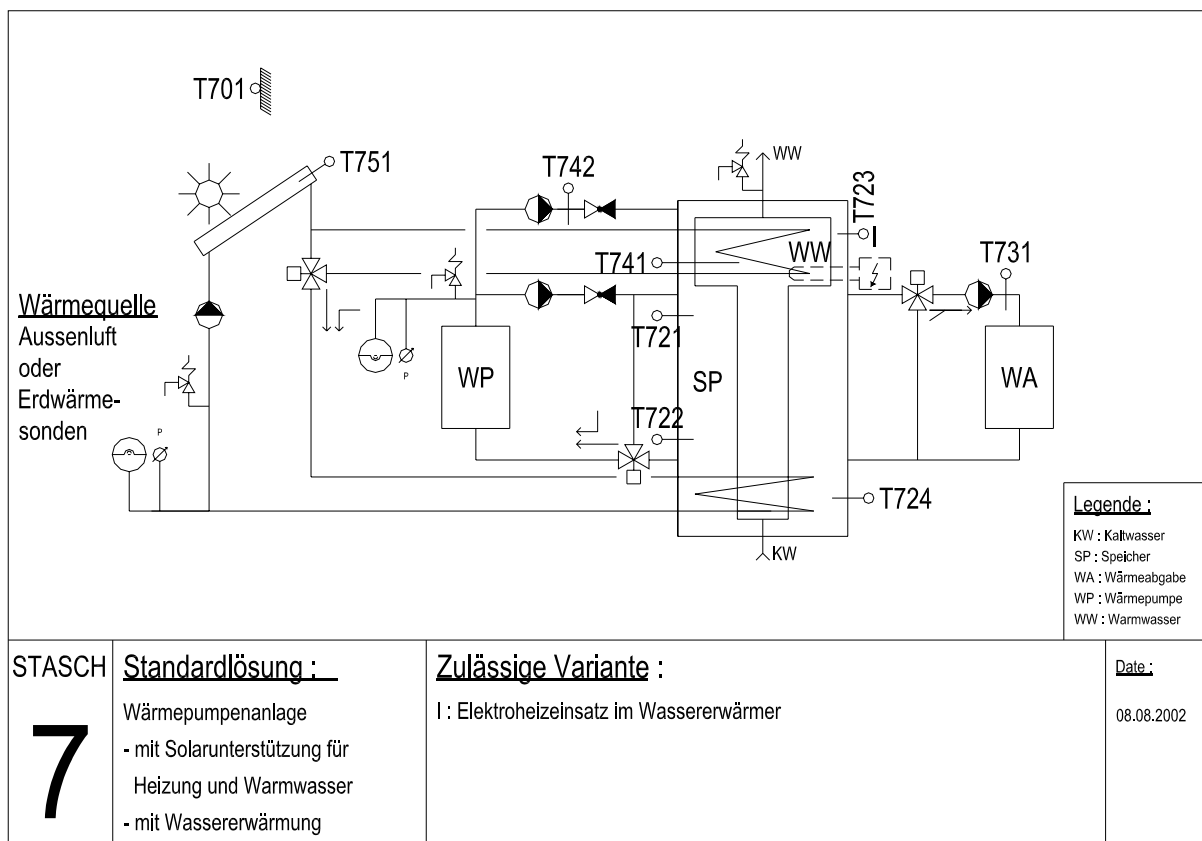 T701
T751
T742
WW
T723
I
T741
WW
T731
Wärmequelle
Aussenluft
oder
Erdwärme-
sonden
T721
P
WP
SP
WA
T722
P
T724
KW
Legende :
KW : Kaltwasser
SP : Speicher
WA : Wärmeabgabe
WP : Wärmepumpe
WW : Warmwasser
STASCH
7
Standardlösung :
Wärmepumpenanlage
- mit Solarunterstützung für
Heizung und Warmwasser
- mit Wassererwärmung
Zulässige Variante :
I : Elektroheizeinsatz im Wassererwärmer
Date :
08.08.2002